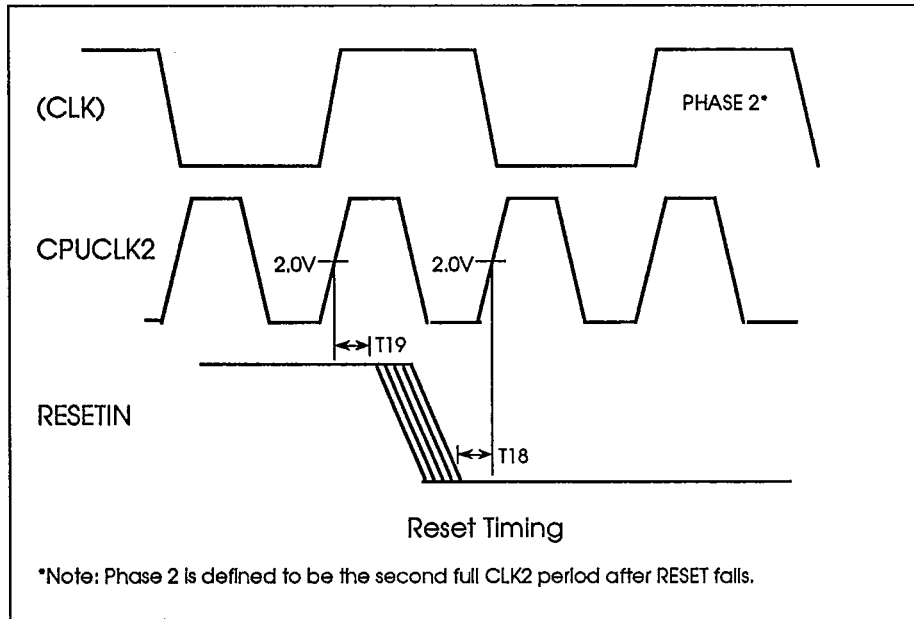 (CLK)
PHASE 2*
CPUCLK2
2.0V
2.0V
T19
RESETIN
T18
Reset Timing
*Note: Phase 2 is defined to be the second full CLK2 period after RESET falls.